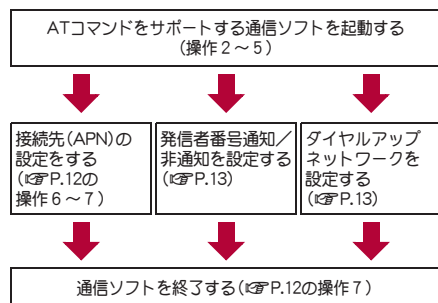 ATコマンドをサポートする通信ソフトを起動する
(操作2～5)
接続先(APN)の
設定をする
(☞P.12の
操作6～7)
発信者番号通知／
非通知を設定する
(☞P.13)
ダイヤルアップ
ネットワークを
設定する
(☞P.13)
通信ソフトを終了する(☞P.12の操作7)